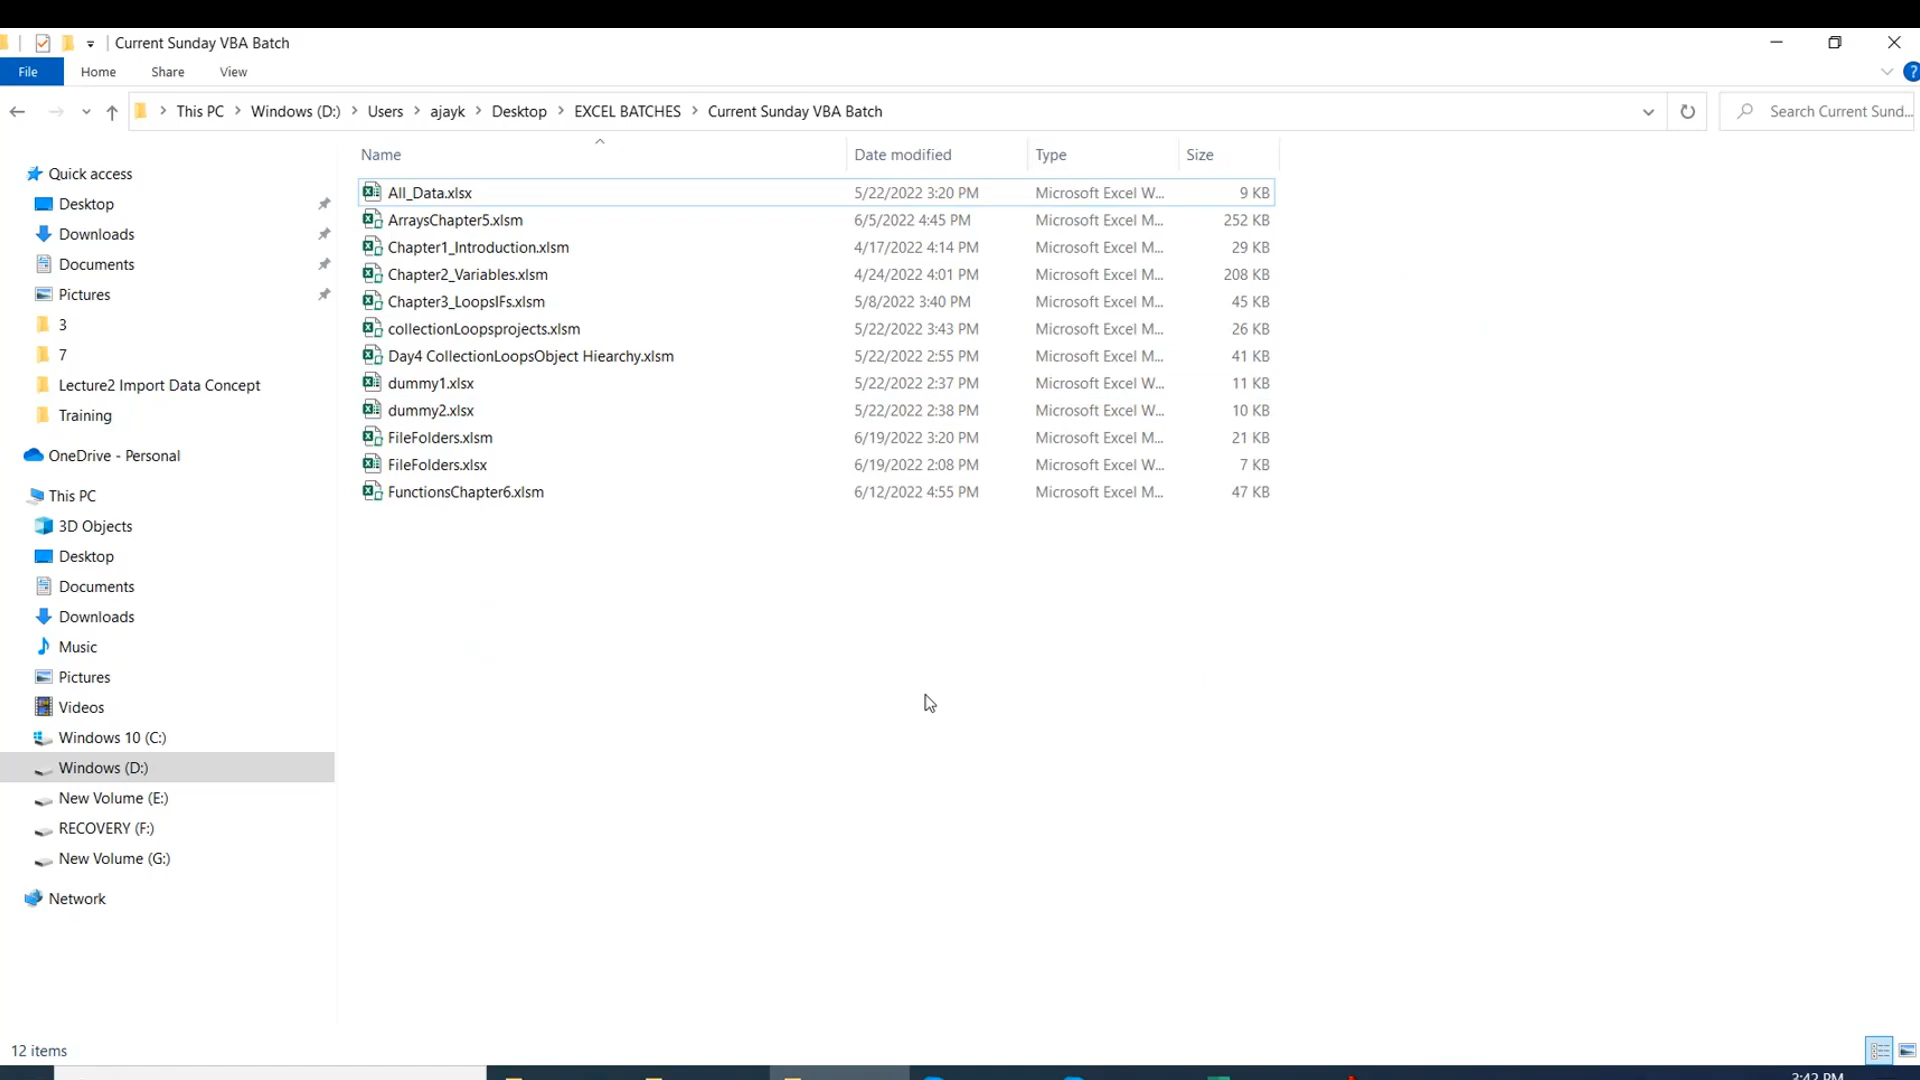 Current Sunday VBA Batch
File Home Share View
This PC > Windows (D:) > Users > ajayk > Desktop > EXCEL BATCHES > Current Sunday VBA Batch
Search Current Sund...
Name Date modified Type Size
All_Data.xlsx 5/22/2022 3:20 PM Microsoft Excel W... 9 KB
ArraysChapter5.xlsm 6/5/2022 4:45 PM Microsoft Excel M... 252 KB
Chapter1_Introduction.xlsm 4/17/2022 4:14 PM Microsoft Excel M... 29 KB
Chapter2_Variables.xlsm 4/24/2022 4:01 PM Microsoft Excel M... 208 KB
Chapter3_LoopsIFs.xlsm 5/8/2022 3:40 PM Microsoft Excel M... 45 KB
collectionLoopsprojects.xlsm 5/22/2022 3:43 PM Microsoft Excel M... 26 KB
Day4 CollectionLoopsObject Hiearchy.xlsm 5/22/2022 2:55 PM Microsoft Excel M... 41 KB
dummy1.xlsx 5/22/2022 2:37 PM Microsoft Excel W... 11 KB
dummy2.xlsx 5/22/2022 2:38 PM Microsoft Excel W... 10 KB
FileFolders.xlsm 6/19/2022 3:20 PM Microsoft Excel M... 21 KB
FileFolders.xlsx 6/19/2022 2:08 PM Microsoft Excel W... 7 KB
FunctionsChapter6.xlsm 6/12/2022 4:55 PM Microsoft Excel M... 47 KB
Quick access
Desktop
Downloads
Documents
Pictures
3
7
Lecture2 Import Data Concept
Training
OneDrive - Personal
This PC
3D Objects
Desktop
Documents
Downloads
Music
Pictures
Videos
Windows 10 (C:)
Windows (D:)
New Volume (E:)
RECOVERY (F:)
New Volume (G:)
Network
12 items
3:42 PM